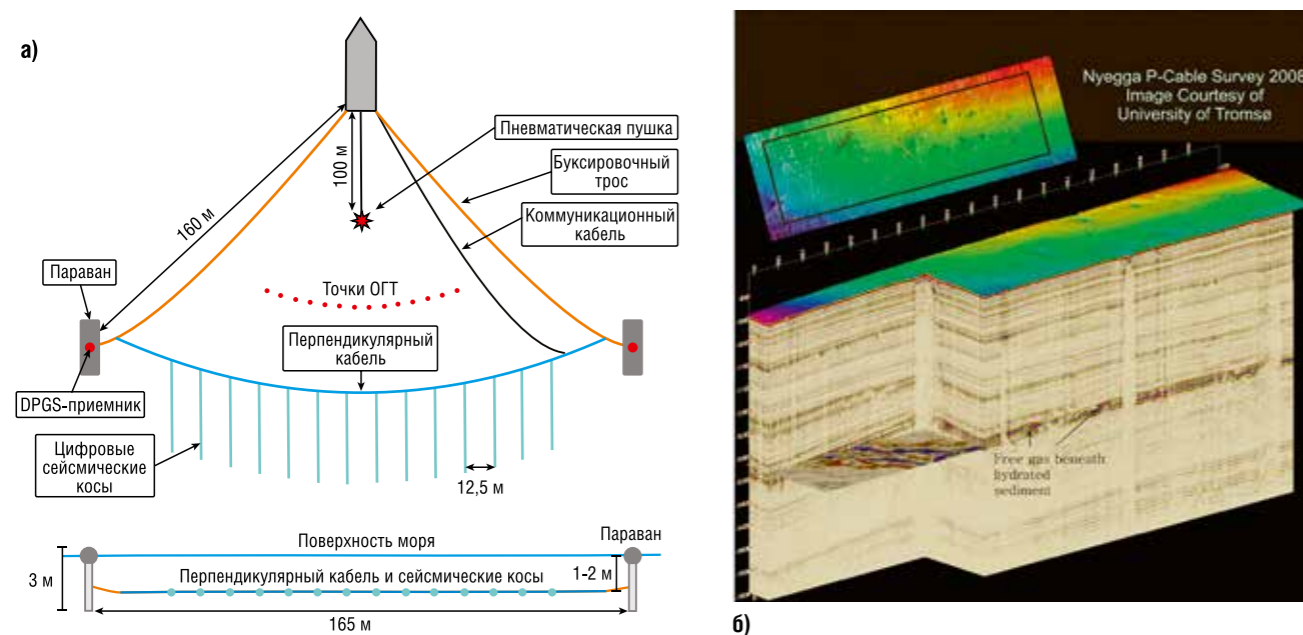 а)
Пневматическая пушка
Буксировочный
трос
100 м
160 м
Коммуникационный
кабель
Параван
Точки ОГТ
Перпендикулярный
кабель
DPGS-приемник
Цифровые
сейсмические
косы
12,5 м
Поверхность моря
Параван
3 м
Перпендикулярный кабель и сейсмические косы
1-2 м
165 м
Nyegga P-Cable Survey 2008
Image Courtesy of
University of Tromsø
Free gas beneath
hydrated
sediment
б)